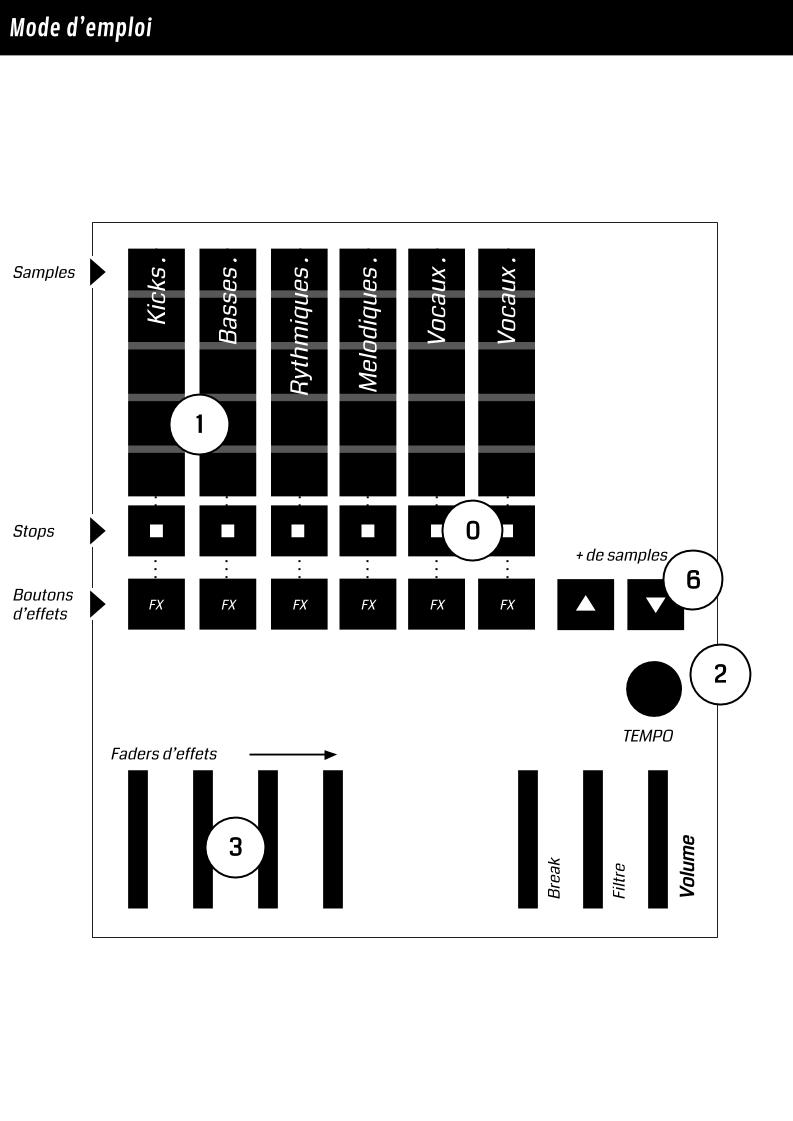 Mode d'emploi
Samples
Kicks.
Basses.
Rythmiques.
Melodiques.
Vocaux.
Vocaux.
1
Stops
0
+ de samples
6
Boutons
d'effets
FX
FX
FX
FX
FX
FX
2
TEMPO
Faders d'effets
3
Break
Filtre
Volume